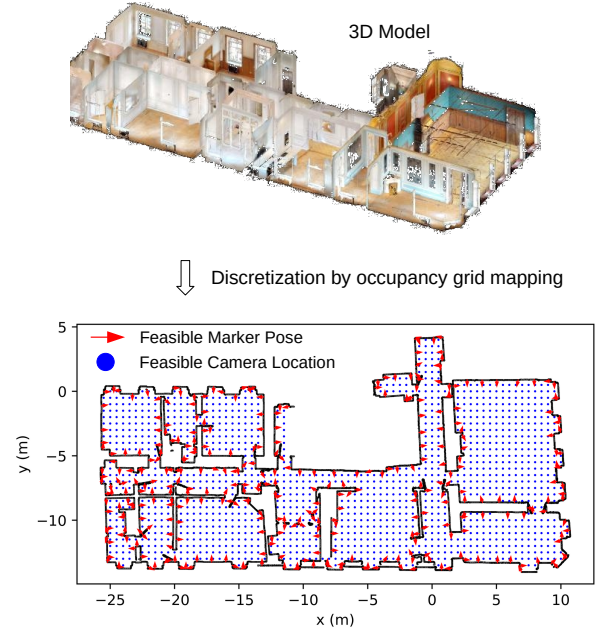 3D Model
Discretization by occupancy grid mapping
Feasible Marker Pose
Feasible Camera Location
5
0
−5
−10
y (m)
−25 −20 −15 −10 −5 0 5 10
x (m)